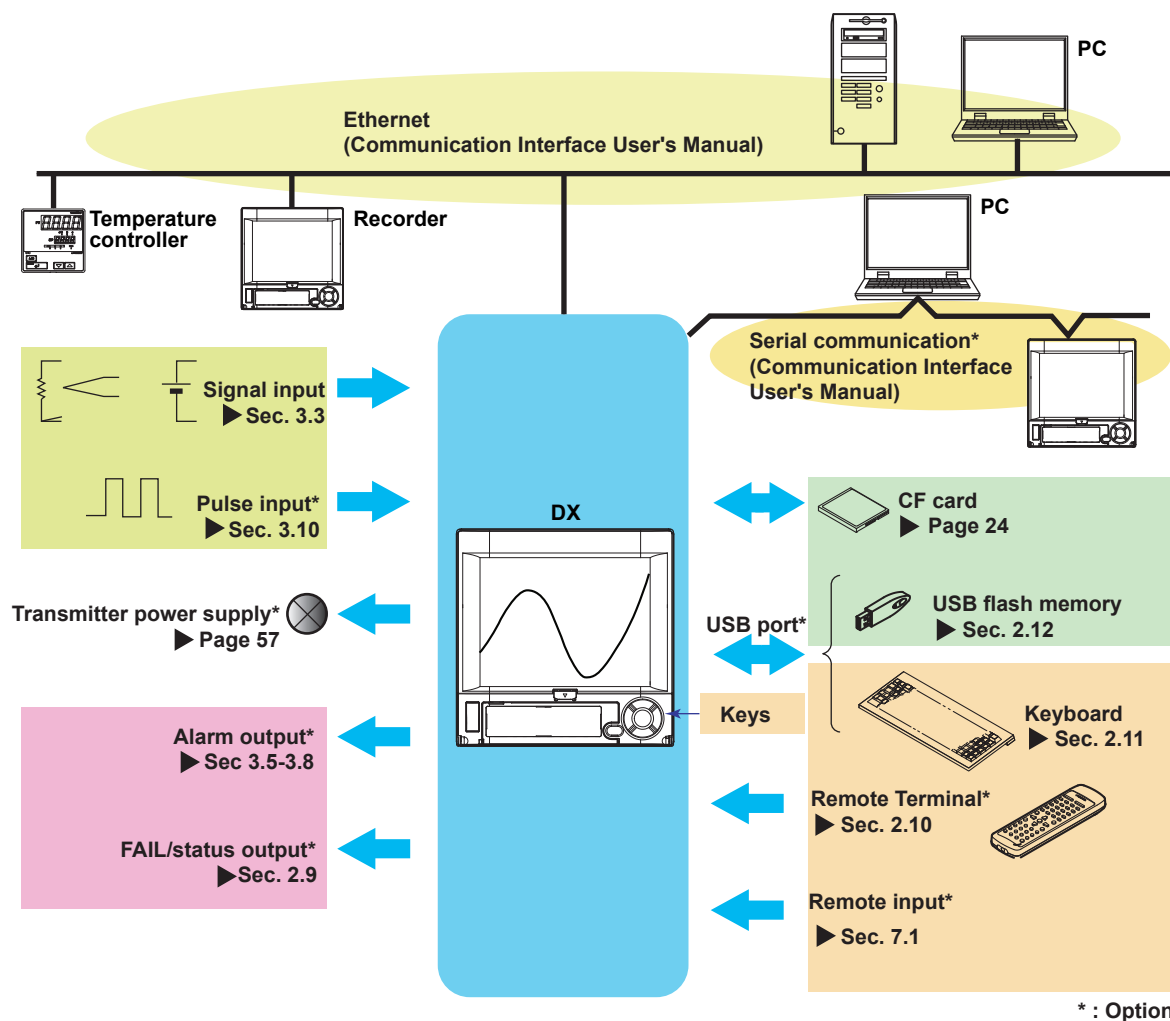 PC
Ethernet
(Communication Interface User's Manual)
Temperature
controller
Recorder
PC
Serial communication*
(Communication Interface
User's Manual)
Signal input
▶ Sec. 3.3
Pulse input*
▶ Sec. 3.10
Transmitter power supply*
▶ Page 57
Alarm output*
▶ Sec 3.5-3.8
FAIL/status output*
▶Sec. 2.9
DX
Keys
USB port*
CF card
▶ Page 24
USB flash memory
▶ Sec. 2.12
Keyboard
▶ Sec. 2.11
Remote Terminal*
▶ Sec. 2.10
Remote input*
▶ Sec. 7.1
* : Option